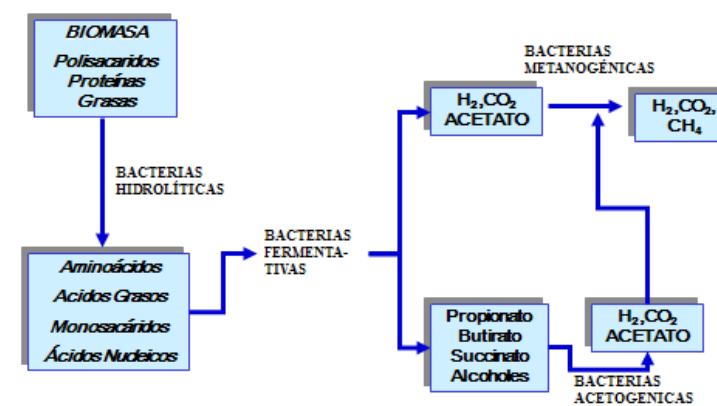 BIOMASA
Polisacaridos
Proteínas
Grasas
BACTERIAS
HIDROLÍTICAS
Aminoácidos
Acidos Grasos
Monosacáridos
Ácidos Nucleicos
BACTERIAS
FERMENTA-
TIVAS
H₂,CO₂
ACETATO
BACTERIAS
METANOGÉNICAS
H₂,CO₂,
CH₄
Propionato
Butirato
Succinato
Alcoholes
BACTERIAS
ACETOGENICAS
H₂,CO₂
ACETATO